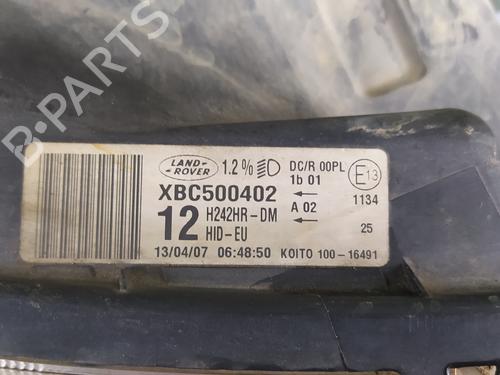 B-PARTS
LAND-
ROVER
1.2% DC/R 00PL
1b 01
E13
XBC500402
1134
12 H242HR-DM
A 02
HID-EU
25
13/04/07 06:48:50 KOITO 100-16491